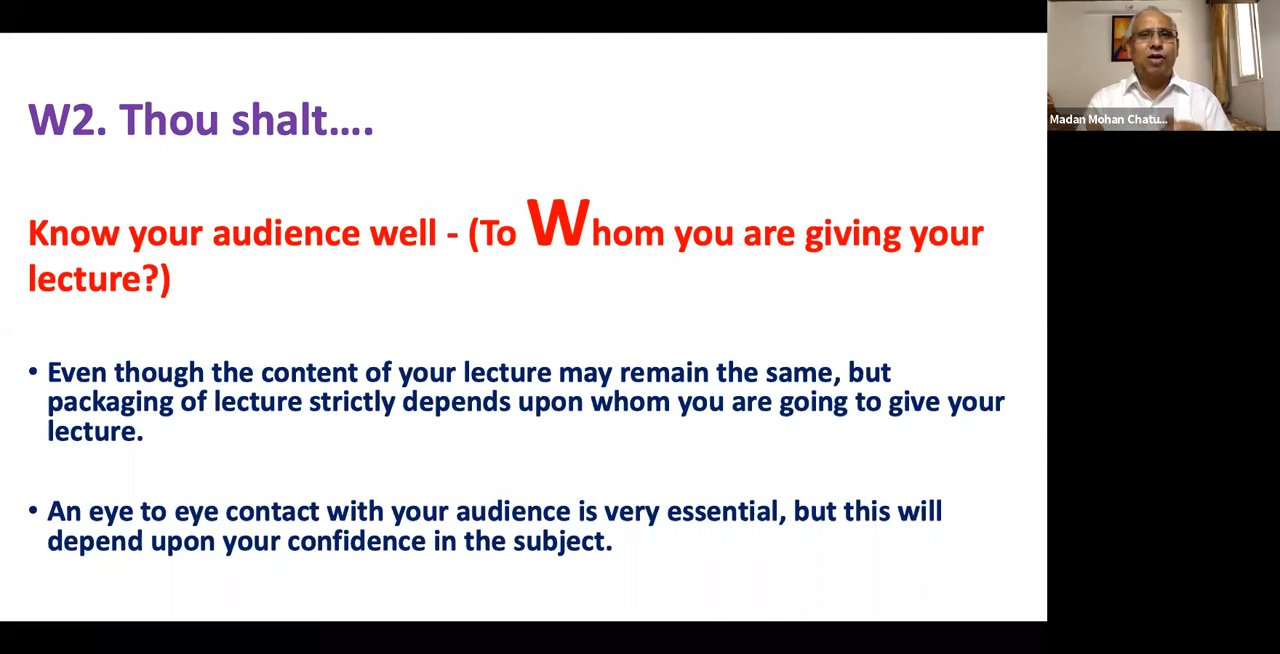 W2. Thou shalt....
Know your audience well - (To Whom you are giving your
lecture?)
• Even though the content of your lecture may remain the same, but
packaging of lecture strictly depends upon whom you are going to give your
lecture.
• An eye to eye contact with your audience is very essential, but this will
depend upon your confidence in the subject.
Madan Mohan Chatu...